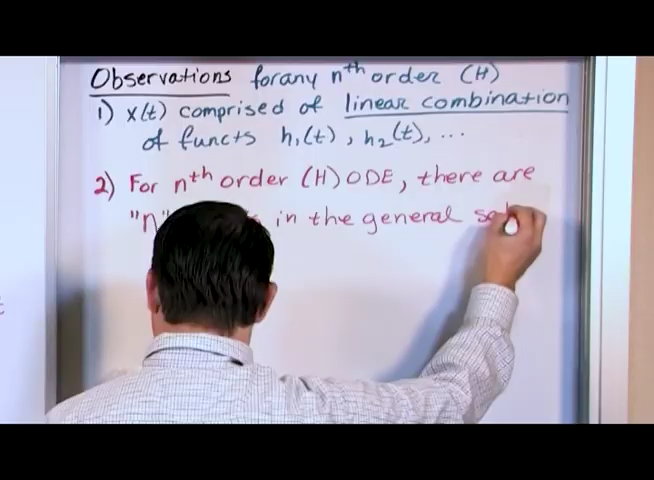 Observations for any nth order (H)
1) x(t) comprised of linear combination
of functs h₁(t), h₂(t), ...
2) For nth order (H) ODE, there are
"n" in the general